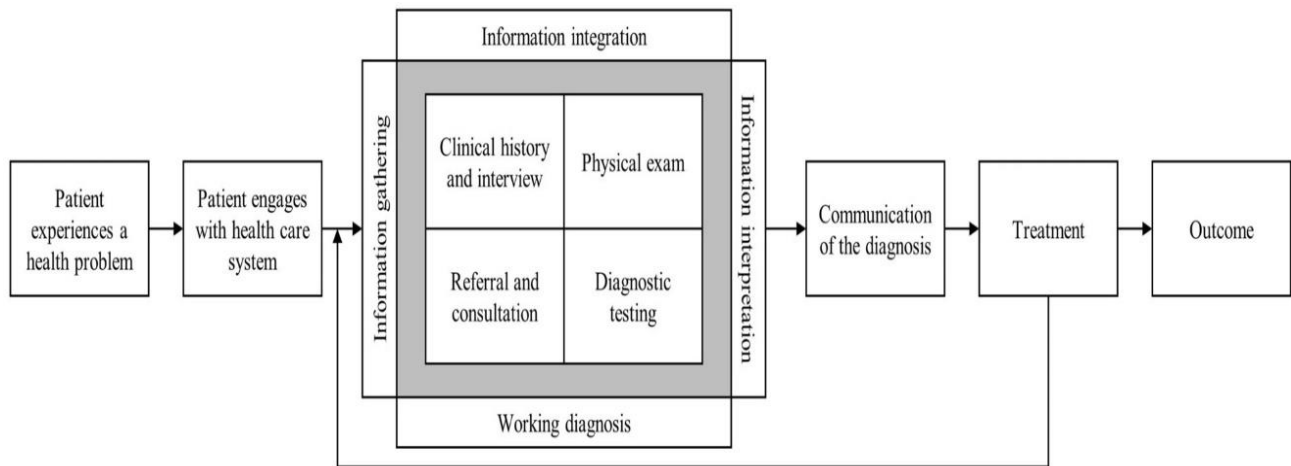 Patient
experiences a
health problem
Patient engages
with health care
system
Information gathering
Information integration
Clinical history
and interview
Physical exam
Referral and
consultation
Diagnostic
testing
Working diagnosis
Information interpretation
Communication
of the diagnosis
Treatment
Outcome